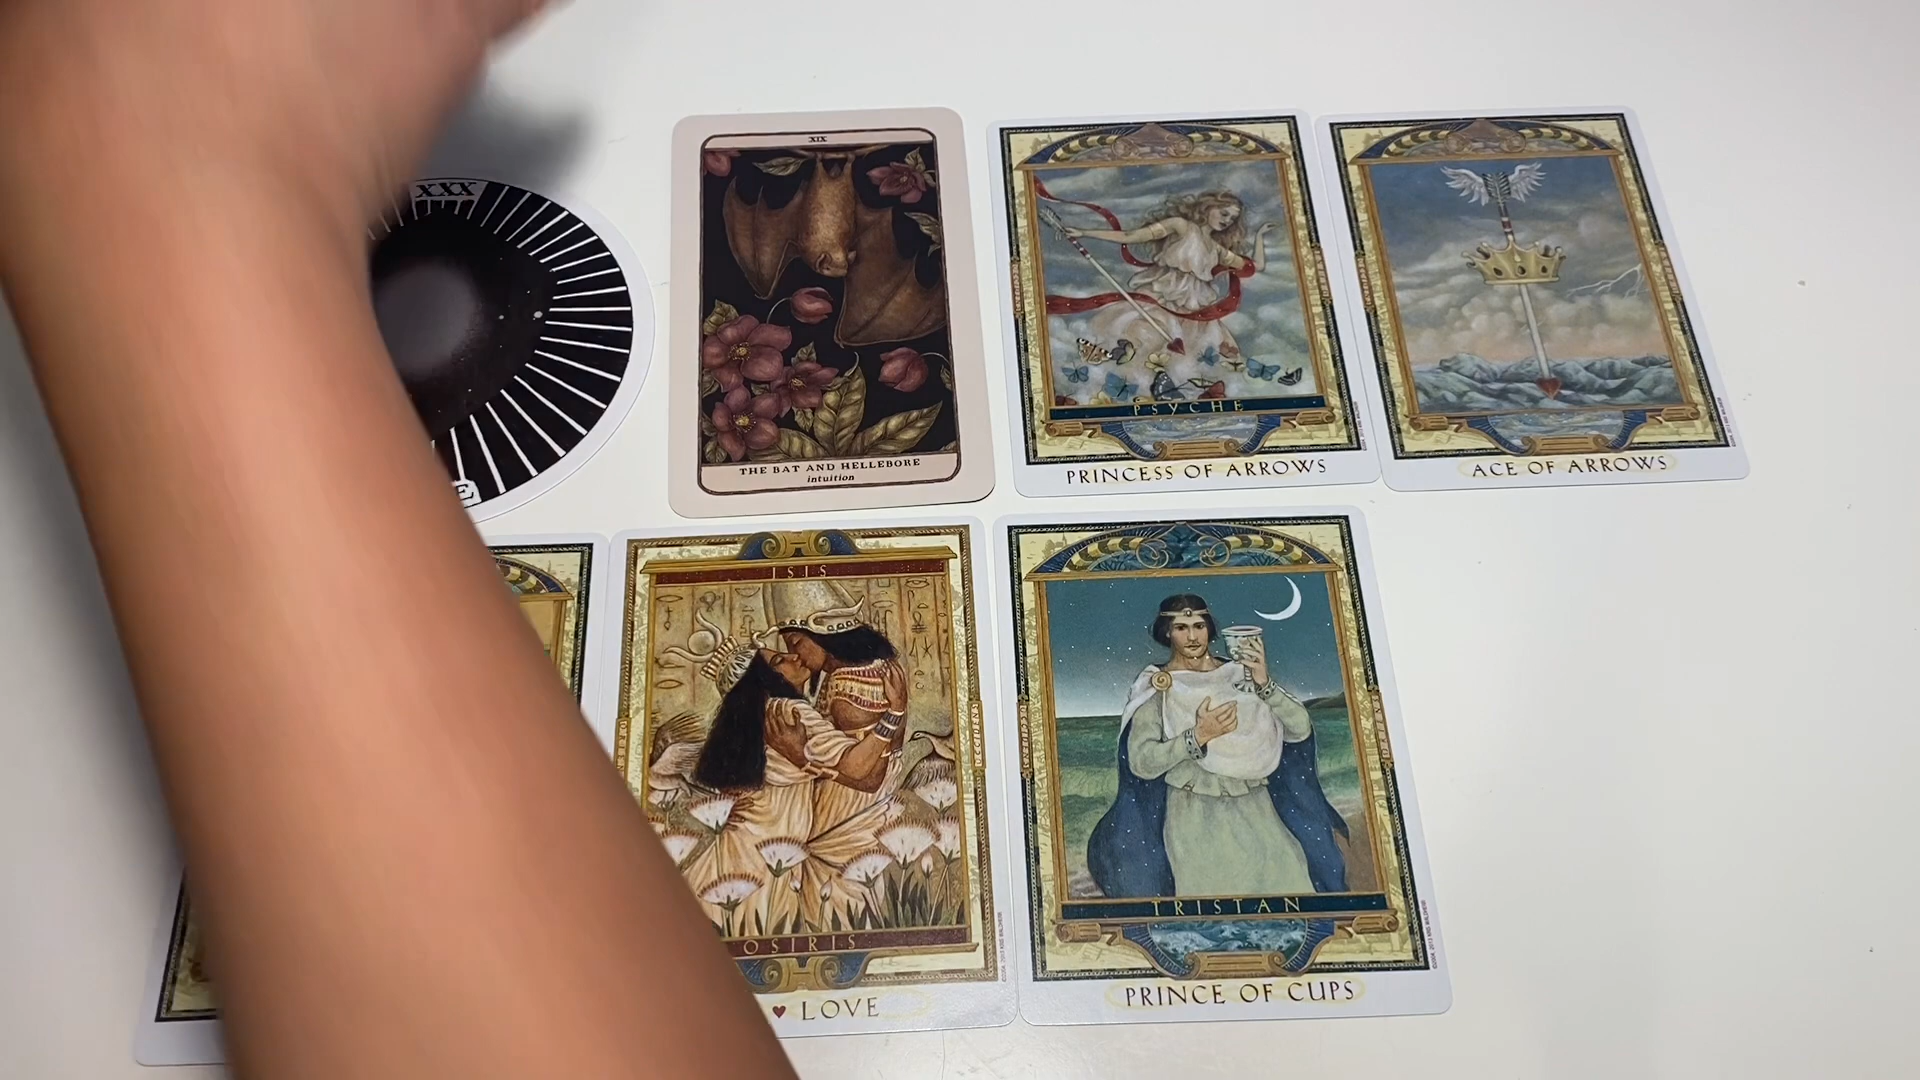 XXX
XIX
THE BAT AND HELLEBORE
intuition
PSYCHE
PRINCESS OF ARROWS
ACE OF ARROWS
ISIS
OSIRIS
♥ LOVE
TRISTAN
PRINCE OF CUPS